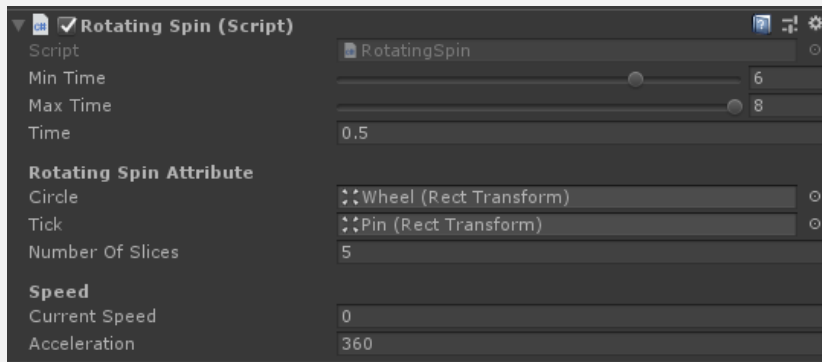 Rotating Spin (Script)
Script RotatingSpin
Min Time 6
Max Time 8
Time 0.5
Rotating Spin Attribute
Circle Wheel (Rect Transform)
Tick Pin (Rect Transform)
Number Of Slices 5
Speed
Current Speed 0
Acceleration 360